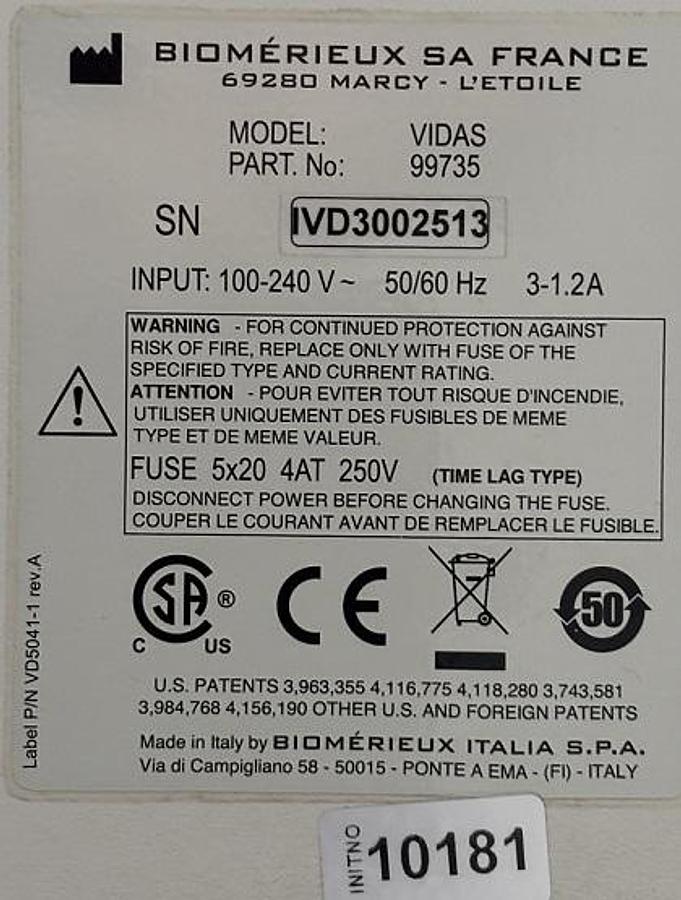 BIOMÉRIEUX SA FRANCE
69280 MARCY - L'ETOILE
MODEL: VIDAS
PART. No: 99735
SN IVD3002513
INPUT: 100-240 V ~ 50/60 Hz 3-1.2A
WARNING - FOR CONTINUED PROTECTION AGAINST
RISK OF FIRE, REPLACE ONLY WITH FUSE OF THE
SPECIFIED TYPE AND CURRENT RATING.
ATTENTION - POUR EVITER TOUT RISQUE D'INCENDIE,
UTILISER UNIQUEMENT DES FUSIBLES DE MEME
TYPE ET DE MEME VALEUR.
FUSE 5x20 4AT 250V (TIME LAG TYPE)
DISCONNECT POWER BEFORE CHANGING THE FUSE.
COUPER LE COURANT AVANT DE REMPLACER LE FUSIBLE.
SA ®
C US
CE
50
Label P/N VD5041-1 rev.A
U.S. PATENTS 3,963,355 4,116,775 4,118,280 3,743,581
3,984,768 4,156,190 OTHER U.S. AND FOREIGN PATENTS
Made in Italy by BIOMÉRIEUX ITALIA S.P.A.
Via di Campigliano 58 - 50015 - PONTE A EMA - (FI) - ITALY
INITNO
10181